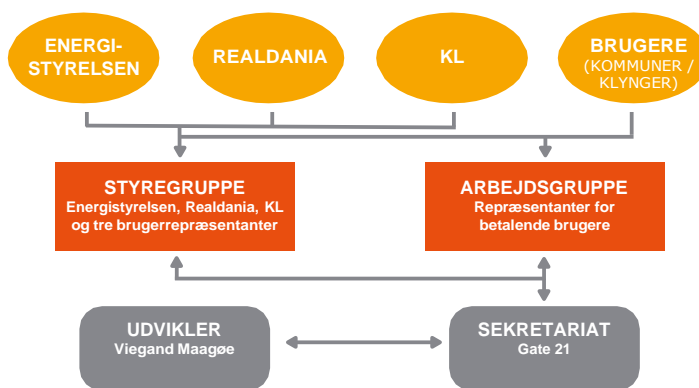 ENERGI-
STYRELSEN
REALDANIA
KL
BRUGERE
(KOMMUNER /
KLYNGER)
STYREGRUPPE
Energistyrelsen, Realdania, KL
og tre brugerrepræsentanter
ARBEJDSGRUPPE
Repræsentanter for
betalende brugere
UDVIKLER
Viegand Maagøe
SEKRETARIAT
Gate 21